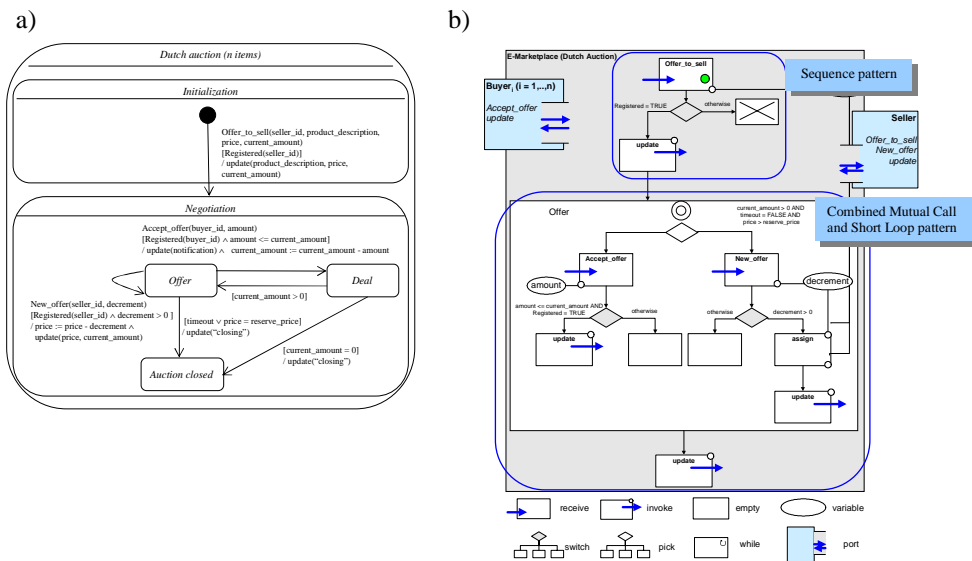 a)
Dutch auction (n items)
Initialization
Offer_to_sell(seller_id, product_description,
price, current_amount)
[Registered(seller_id)]
/ update(product_description, price,
current_amount)
Negotiation
Accept_offer(buyer_id, amount)
[Registered(buyer_id) ∧ amount <= current_amount]
/ update(notification) ∧ current_amount := current_amount - amount
Offer
Deal
[current_amount > 0]
New_offer(seller_id, decrement)
[Registered(seller_id) ∧ decrement > 0 ]
/ price := price - decrement ∧
update(price, current_amount)
[timeout ∨ price = reserve_price]
/ update("closing")
[current_amount = 0]
/ update("closing")
Auction closed
b)
E-Marketplace (Dutch Auction)
Offer_to_sell
Sequence pattern
Buyeri (i = 1,..,n)
Accept_offer
update
Registered = TRUE
otherwise
update
Seller
Offer_to_sell
New_offer
update
Combined Mutual Call
and Short Loop pattern
Offer
current_amount > 0 AND
timeout = FALSE AND
price > reserve_price
Accept_offer
New_offer
amount
decrement
amount <= current_amount AND
Registered = TRUE
otherwise
otherwise
decrement > 0
update
assign
update
update
receive
invoke
empty
variable
switch
pick
while
port